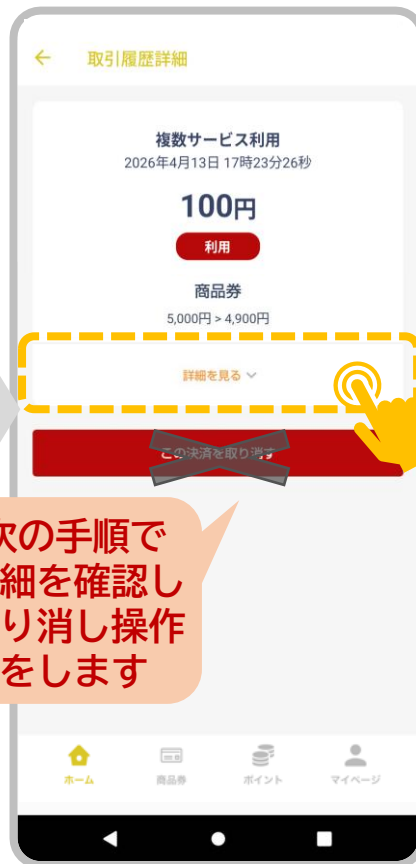 取引履歴詳細
複数サービス利用
2026年4月13日 17時23分26秒
100円
利用
商品券
5,000円 > 4,900円
詳細を見る
この決済を取り消す
次の手順で
細を確認し
り消し操作
をします
ホーム
商品券
ポイント
マイページ